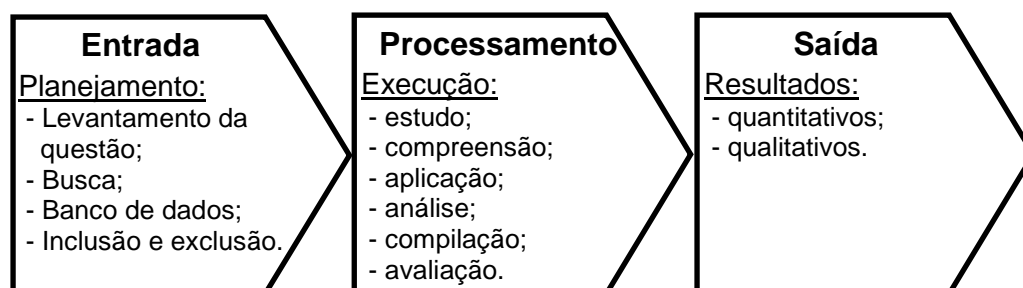 Entrada
Planejamento:
- Levantamento da
questão;
- Busca;
- Banco de dados;
- Inclusão e exclusão.
Processamento
Execução:
- estudo;
- compreensão;
- aplicação;
- análise;
- compilação;
- avaliação.
Saída
Resultados:
- quantitativos;
- qualitativos.